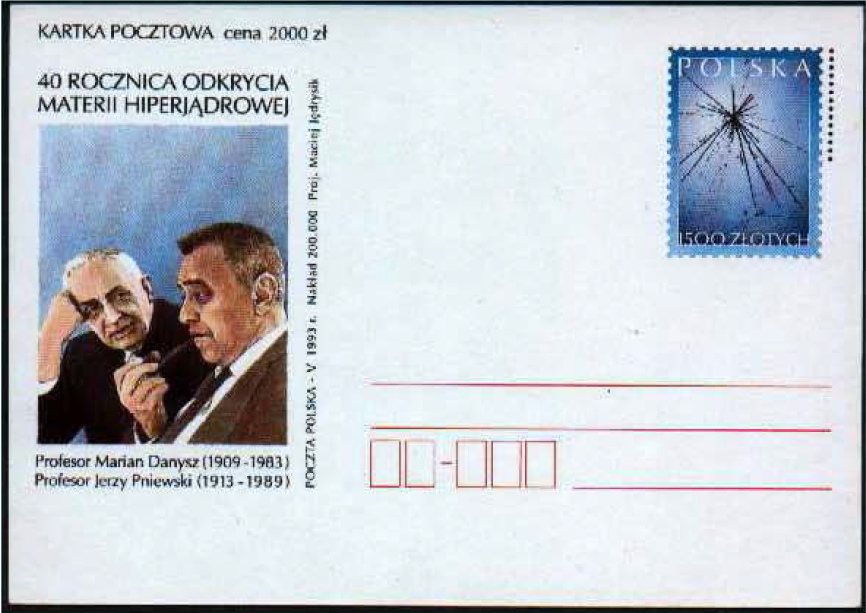 KARTKA POCZTOWA cena 2000 zł
40 ROCZNICA ODKRYCIA
MATERII HIPERJĄDROWEJ
Profesor Marian Danysz (1909 - 1983)
Profesor Jerzy Pniewski (1913 - 1989)
POCZTA POLSKA - V 1993 r. Nakład 200.000 Proj. Maciej Jędrysik
POLSKA
1500 ZŁOTYCH